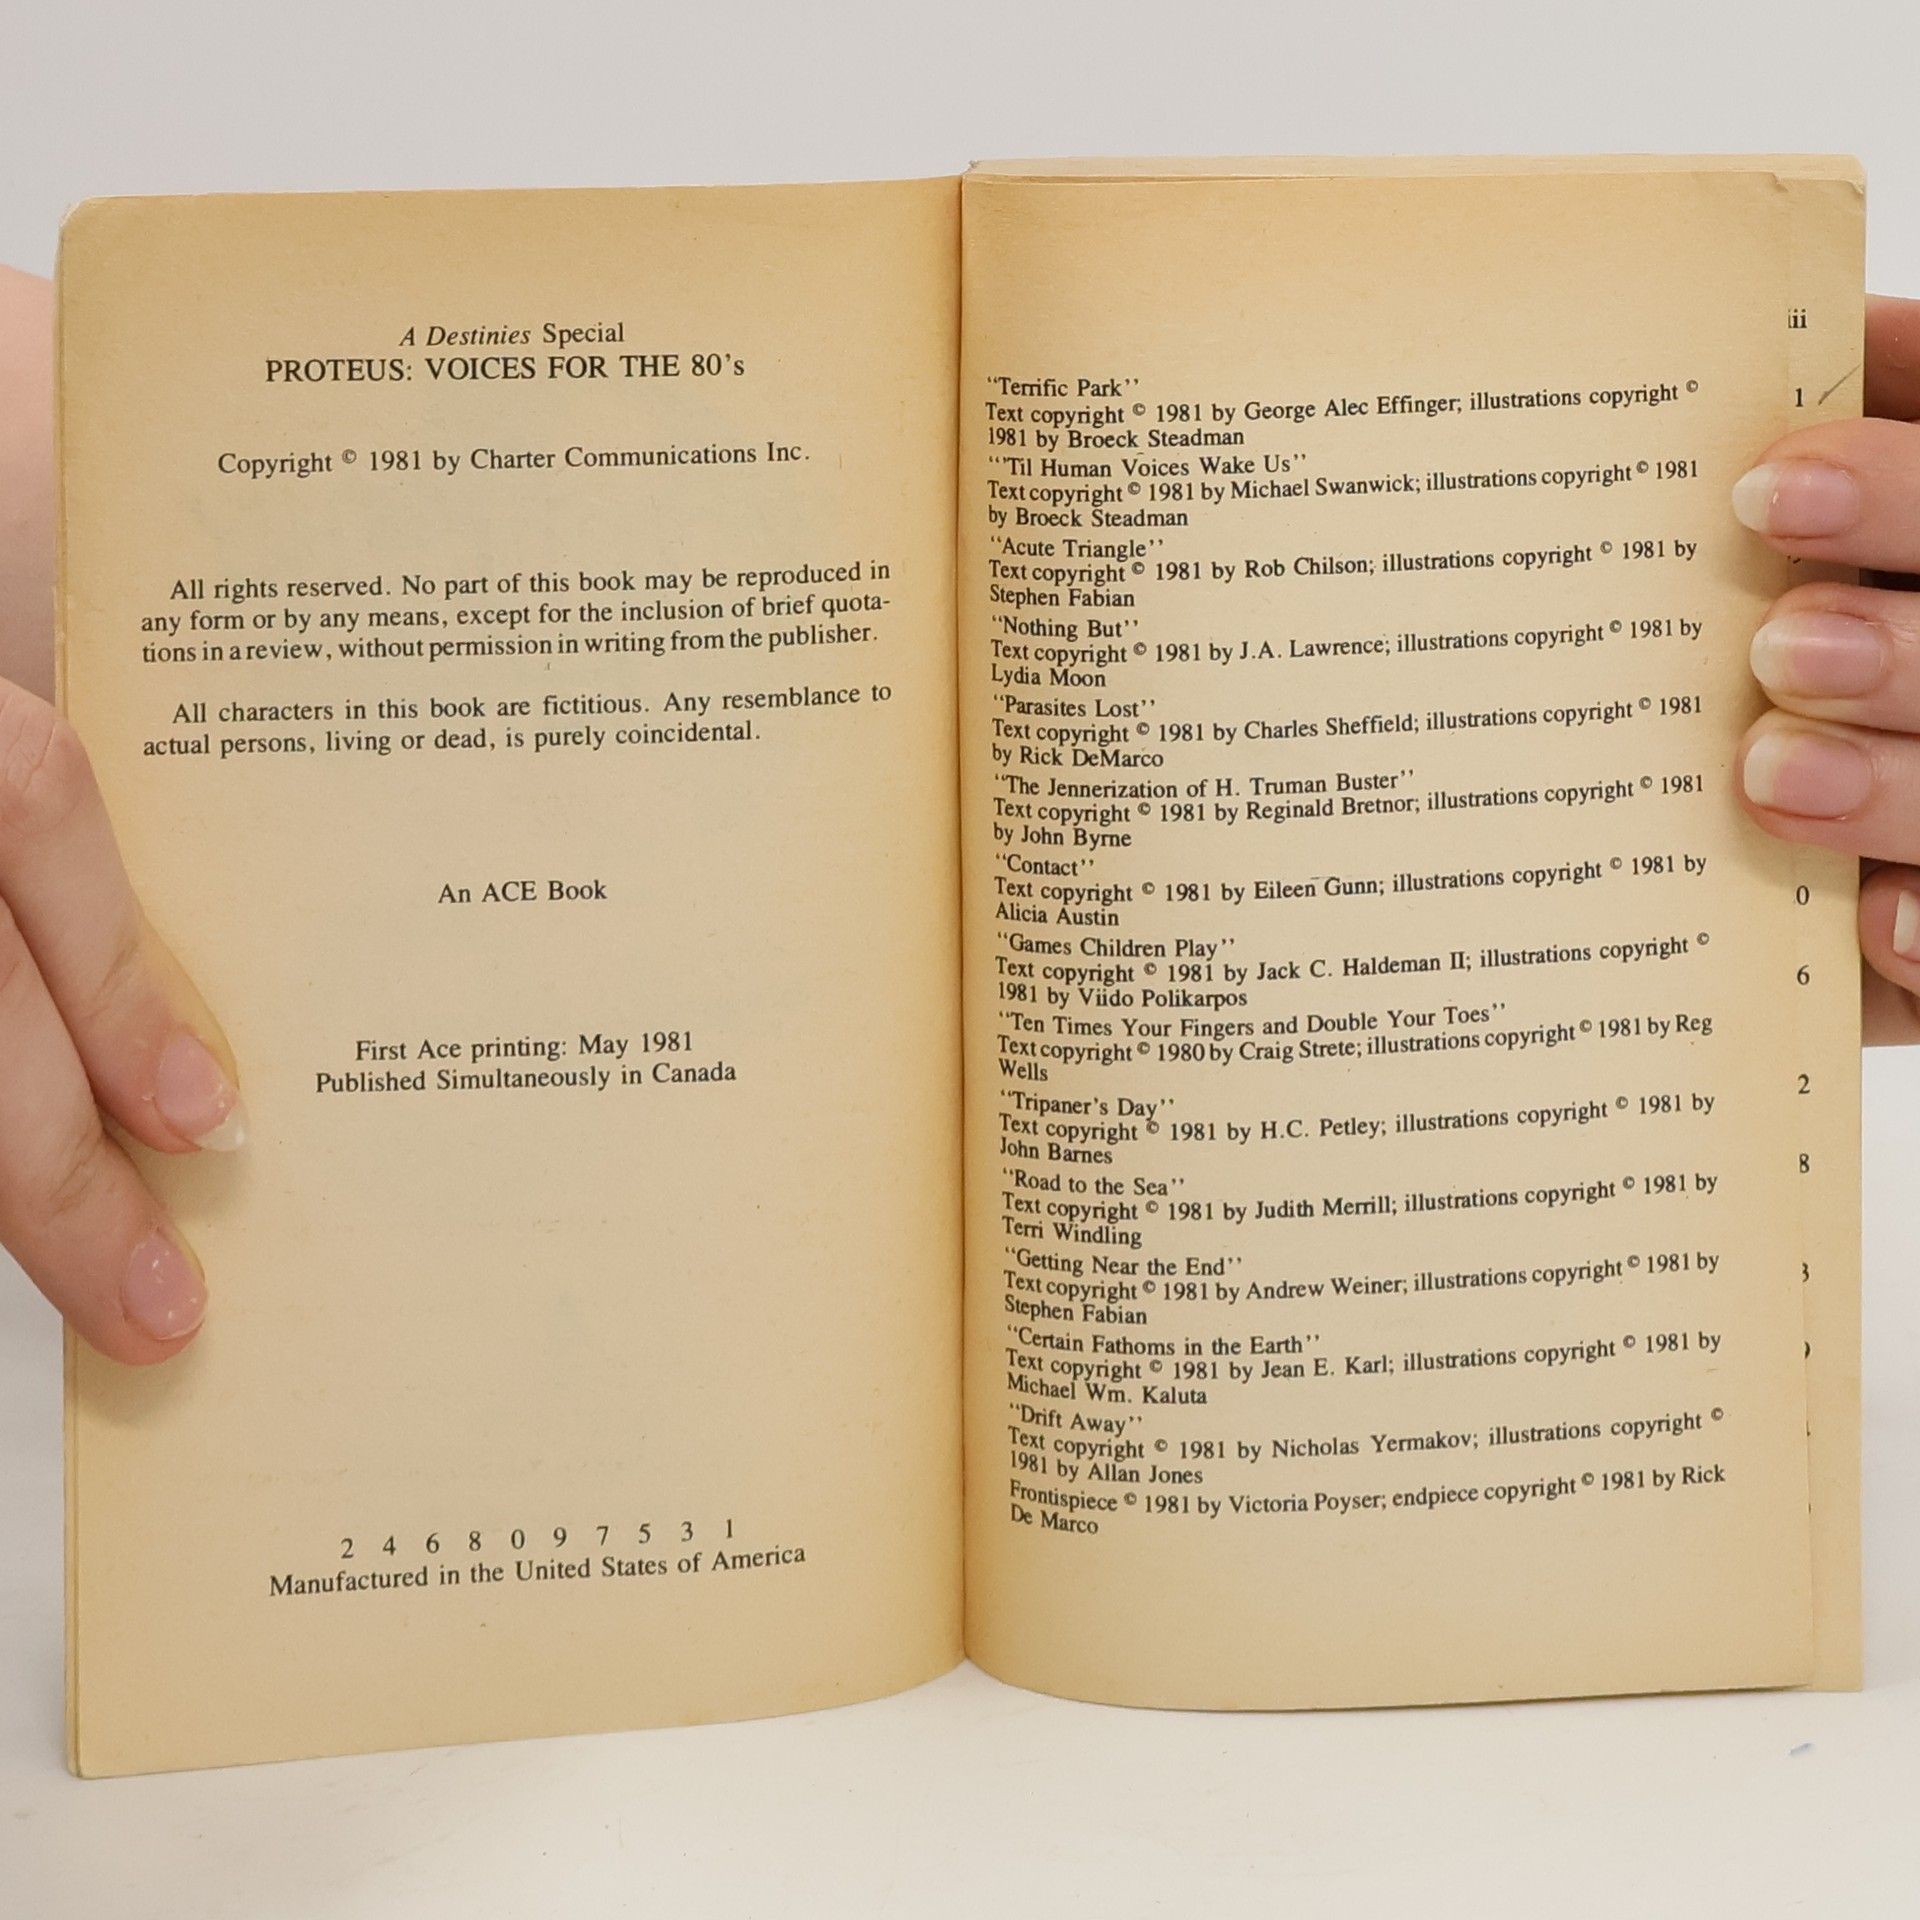 A Destinies Special
PROTEUS: VOICES FOR THE 80's
Copyright © 1981 by Charter Communications Inc.
All rights reserved. No part of this book may be reproduced in
any form or by any means, except for the inclusion of brief quota-
tions in a review, without permission in writing from the publisher.
All characters in this book are fictitious. Any resemblance to
actual persons, living or dead, is purely coincidental.
An ACE Book
First Ace printing: May 1981
Published Simultaneously in Canada
2 4 6 8 0 9 7 5 3 1
Manufactured in the United States of America
“Terrific Park”
Text copyright © 1981 by George Alec Effinger; illustrations copyright ©
1981 by Broeck Steadman
“'Til Human Voices Wake Us”
Text copyright © 1981 by Michael Swanwick; illustrations copyright © 1981
by Broeck Steadman
“Acute Triangle”
Text copyright © 1981 by Rob Chilson; illustrations copyright © 1981 by
Stephen Fabian
“Nothing But”
Text copyright © 1981 by J.A. Lawrence; illustrations copyright © 1981 by
Lydia Moon
“Parasites Lost”
Text copyright © 1981 by Charles Sheffield; illustrations copyright © 1981
by Rick DeMarco
“The Jennerization of H. Truman Buster”
Text copyright © 1981 by Reginald Bretnor; illustrations copyright © 1981
by John Byrne
“Contact”
Text copyright © 1981 by Eileen Gunn; illustrations copyright © 1981 by
Alicia Austin
“Games Children Play”
Text copyright © 1981 by Jack C. Haldeman II; illustrations copyright ©
1981 by Viido Polikarpos
“Ten Times Your Fingers and Double Your Toes”
Text copyright © 1980 by Craig Strete; illustrations copyright © 1981 by Reg
Wells
“Tripaner's Day”
Text copyright © 1981 by H.C. Petley; illustrations copyright © 1981 by
John Barnes
“Road to the Sea”
Text copyright © 1981 by Judith Merrill; illustrations copyright © 1981 by
Terri Windling
“Getting Near the End”
Text copyright © 1981 by Andrew Weiner; illustrations copyright © 1981 by
Stephen Fabian
“Certain Fathoms in the Earth”
Text copyright © 1981 by Jean E. Karl; illustrations copyright © 1981 by
Michael Wm. Kaluta
“Drift Away”
Text copyright © 1981 by Nicholas Yermakov; illustrations copyright ©
1981 by Allan Jones
Frontispiece © 1981 by Victoria Poyser; endpiece copyright © 1981 by Rick
De Marco
iii
1
0
6
2
8
3